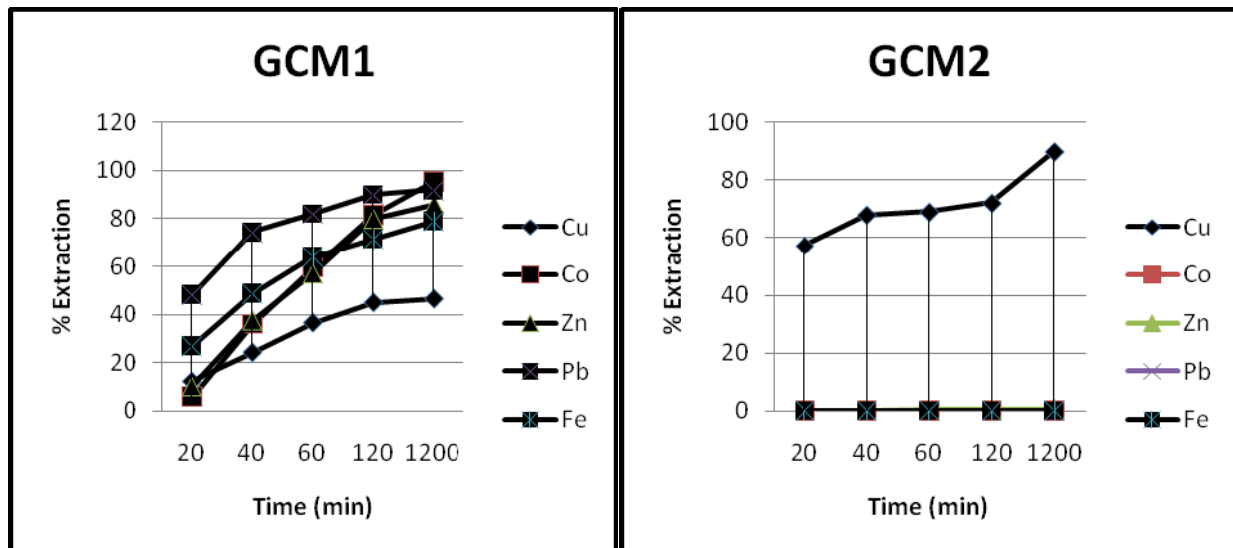 GCM1
120
100
80
60
40
20
0
% Extraction
20 40 60 120 1200
Time (min)
Cu
Co
Zn
Pb
Fe
GCM2
100
80
60
40
20
0
% Extraction
20 40 60 120 1200
Time (min)
Cu
Co
Zn
Pb
Fe